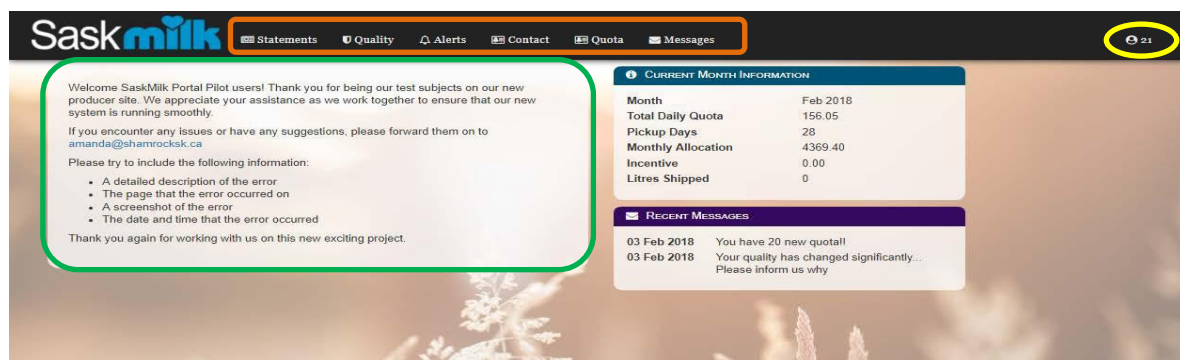 Saskmilk Statements Quality Alerts Contact Quota Messages 21
Welcome SaskMilk Portal Pilot users! Thank you for being our test subjects on our new
producer site. We appreciate your assistance as we work together to ensure that our new
system is running smoothly.
If you encounter any issues or have any suggestions, please forward them on to
amanda@shamrocksk.ca
Please try to include the following information:
• A detailed description of the error
• The page that the error occurred on
• A screenshot of the error
• The date and time that the error occurred
Thank you again for working with us on this new exciting project.
Current Month Information
Month Feb 2018
Total Daily Quota 156.05
Pickup Days 28
Monthly Allocation 4369.40
Incentive 0.00
Litres Shipped 0
Recent Messages
03 Feb 2018 You have 20 new quota!!
03 Feb 2018 Your quality has changed significantly...
Please inform us why